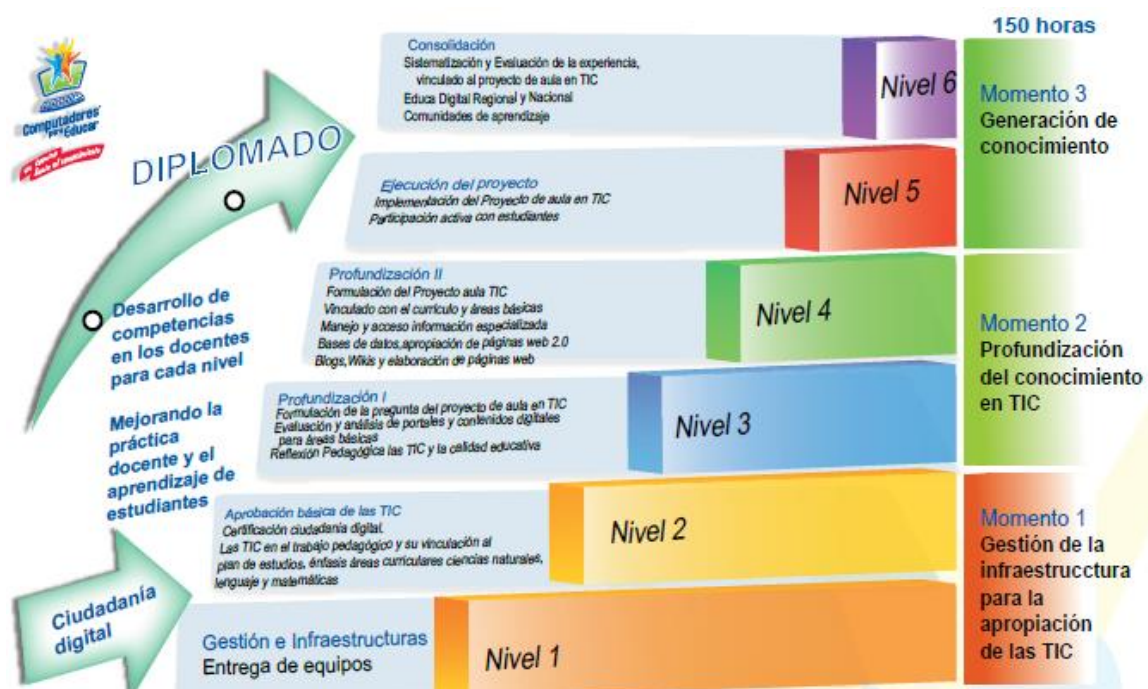 150 horas
Computadores
para Educar
DIPLOMADO
Consolidación
Sistematización y Evaluación de la experiencia,
vinculado al proyecto de aula en TIC
Educa Digital Regional y Nacional
Comunidades de aprendizaje
Nivel 6
Momento 3
Generación de
conocimiento
Ejecución del proyecto
Implementación del Proyecto de aula en TIC
Participación activa con estudiantes
Nivel 5
Profundización II
Formulación del Proyecto aula TIC
Vinculado con el currículo y áreas básicas
Manejo y acceso información especializada
Bases de datos,apropiación de páginas web 2.0
Blogs,Wikis y elaboración de páginas web
Nivel 4
Momento 2
Profundización
del conocimiento
en TIC
Desarrollo de
competencias
en los docentes
para cada nivel
Mejorando la
práctica
docente y el
aprendizaje de
estudiantes
Profundización I
Formulación de la pregunta del proyecto de aula en TIC
Evaluación y análisis de portales y contenidos digitales
para áreas básicas
Reflexión Pedagógica las TIC y la calidad educativa
Nivel 3
Aprobación básica de las TIC
Certificación ciudadanía digital.
Las TIC en el trabajo pedagógico y su vinculación al
plan de estudios, énfasis áreas curriculares ciencias naturales,
lenguaje y matemáticas
Nivel 2
Momento 1
Gestión de la
infraestrucctura
para la
apropiación
de las TIC
Ciudadanía
digital
Gestión e Infraestructuras
Entrega de equipos
Nivel 1